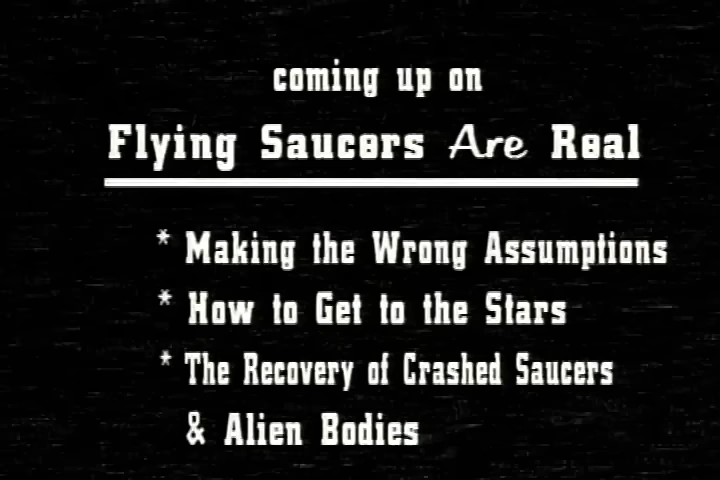 coming up on
Flying Saucers Are Real
* Making the Wrong Assumptions
* How to Get to the Stars
* The Recovery of Crashed Saucers
& Alien Bodies